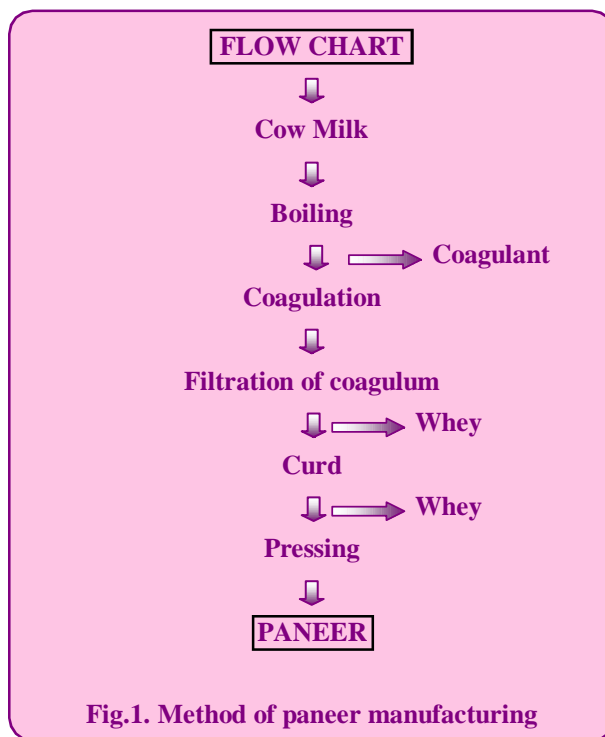 FLOW CHART
Cow Milk
Boiling
Coagulant
Coagulation
Filtration of coagulum
Whey
Curd
Whey
Pressing
PANEER
Fig.1. Method of paneer manufacturing